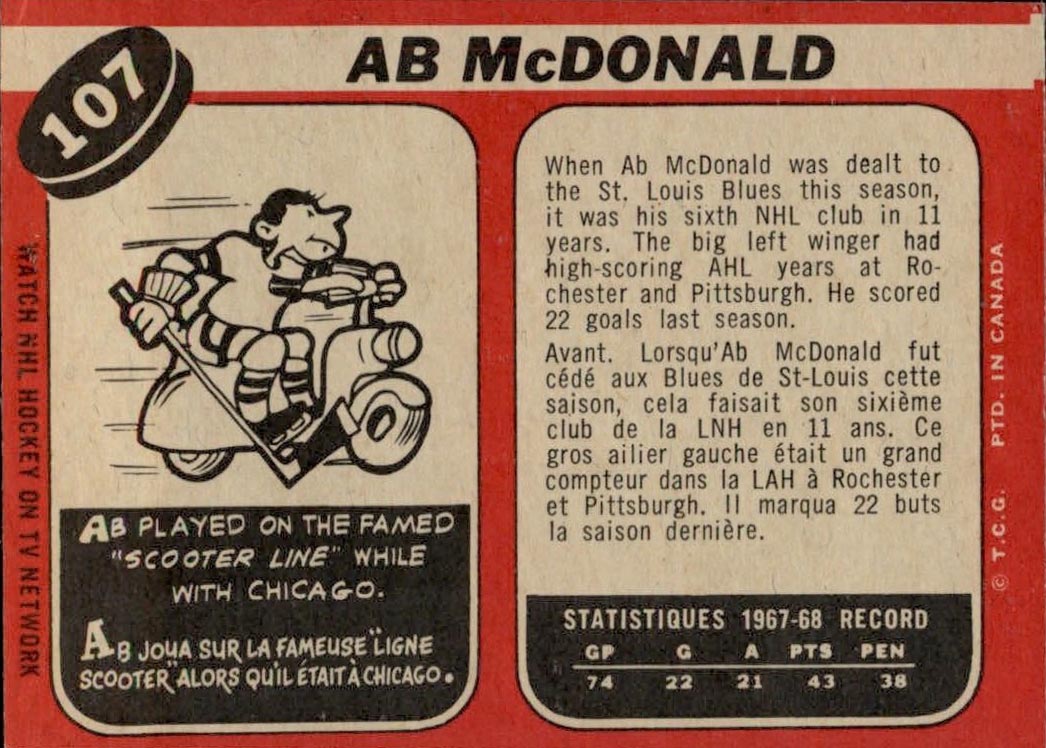 107
AB McDONALD
WATCH NHL HOCKEY ON TV NETWORK
AB PLAYED ON THE FAMED
"SCOOTER LINE" WHILE
WITH CHICAGO.
AB JOUA SUR LA FAMEUSE "LIGNE
SCOOTER" ALORS QU'IL ÉTAIT À CHICAGO.
When Ab McDonald was dealt to
the St. Louis Blues this season,
it was his sixth NHL club in 11
years. The big left winger had
high-scoring AHL years at Ro-
chester and Pittsburgh. He scored
22 goals last season.
Avant. Lorsqu'Ab McDonald fut
cédé aux Blues de St-Louis cette
saison, cela faisait son sixième
club de la LNH en 11 ans. Ce
gros ailier gauche était un grand
compteur dans la LAH à Rochester
et Pittsburgh. Il marqua 22 buts
la saison dernière.
STATISTIQUES 1967-68 RECORD
GP G A PTS PEN
74 22 21 43 38
© T.C.G. PTD. IN CANADA